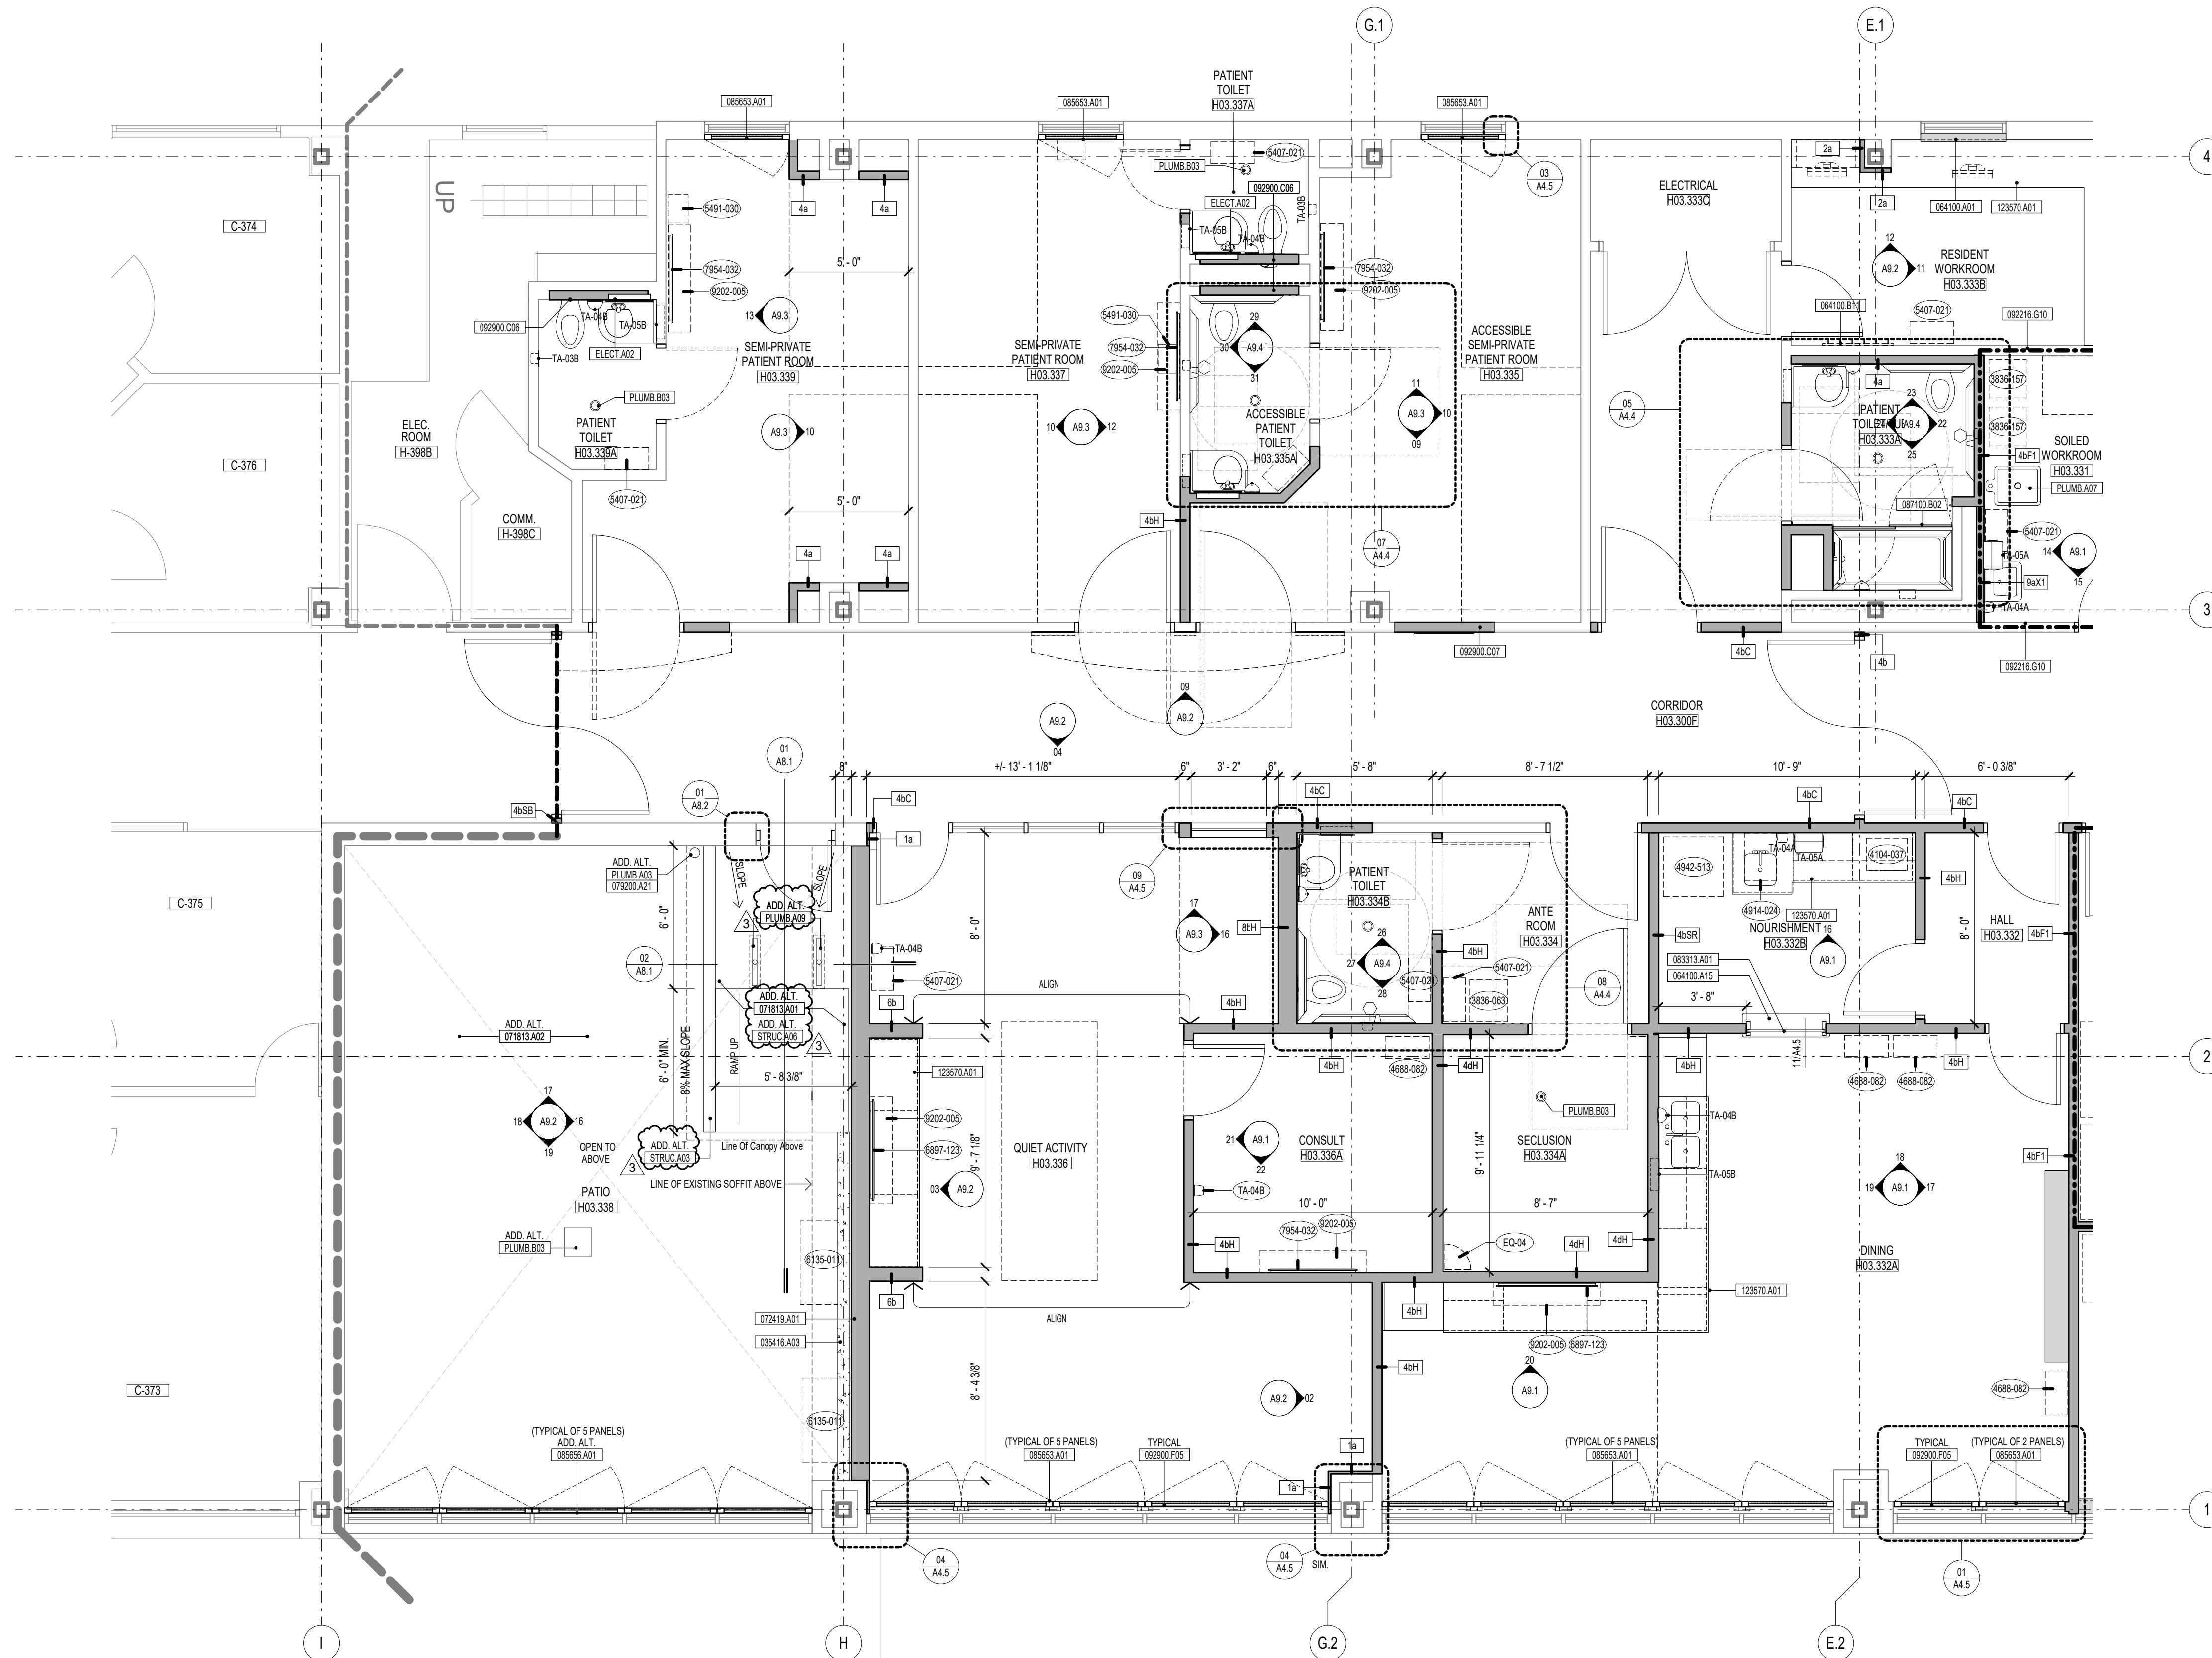 G.1
E.1
4
3
2
1
I
H
G.2
E.2
PATIENT
TOILET
H03.337A
085653.A01
085653.A01
085653.A01
5407-021
PLUMB.B03
092900.C06
ELECT.A02
TA-03B
TA-05B
TA-04B
03
A4.5
ELECTRICAL
H03.333C
2a
2a
064100.A01
123570.A01
12
A9.2
11
RESIDENT
WORKROOM
H03.333B
UP
C-374
5491-030
4a
4a
7954-032
9202-005
5' - 0"
13
A9.3
SEMI-PRIVATE
PATIENT ROOM
H03.339
092900.C06
TA-04B
TA-05B
ELECT.A02
TA-03B
PLUMB.B03
PATIENT
TOILET
H03.339A
5407-021
A9.3
10
ELEC.
ROOM
H-398B
C-376
COMM.
H-398C
5' - 0"
4a
4a
SEMI-PRIVATE
PATIENT ROOM
H03.337
10
A9.3
12
5491-030
7954-032
9202-005
7954-032
9202-005
29
30
A9.4
31
ACCESSIBLE
PATIENT
TOILET
H03.335A
4bH
ACCESSIBLE
SEMI-PRIVATE
PATIENT ROOM
H03.335
11
A9.3
10
09
07
A4.4
05
A4.4
064100.B11
5407-021
092216.G10
4a
3836-157
3836-157
PATIENT
H03.333A
23
A9.4
22
25
SOILED
WORKROOM
H03.331
4bF1
PLUMB.A07
087100.B02
5407-021
14
A9.1
15
TA-05A
9aX1
TA-04A
092900.C07
4bC
4b
092216.G10
CORRIDOR
H03.300F
A9.2
04
09
A9.2
01
A8.1
01
A8.2
4bSB
8"
+/- 13' - 1 1/8"
6"
3' - 2"
6"
5' - 8"
8' - 7 1/2"
10' - 9"
6' - 0 3/8"
4bC
1a
4bC
4bC
4bC
C-375
ADD. ALT.
PLUMB.A03
079200.A21
SLOPE
SLOPE
ADD. ALT.
PLUMB.A09
3
6' - 0"
02
A8.1
TA-04B
5407-021
ADD. ALT.
071813.A01
ADD. ALT.
STRUC.A06
3
6b
8' - 0"
ALIGN
09
A4.5
17
A9.3
16
8bH
4bH
PATIENT
TOILET
H03.334B
26
27
A9.4
28
5407-021
4bH
ANTE
ROOM
H03.334
5407-021
3836-063
08
A4.4
4942-513
TA-04A
TA-05A
4104-037
4914-024
123570.A01
NOURISHMENT
H03.332B
16
A9.1
4bH
HALL
H03.332
8' - 0"
4bF1
4bSR
083313.A01
064100.A15
3' - 8"
ADD. ALT.
071813.A02
6' - 0" MIN.
8% MAX SLOPE
RAMP UP
5' - 8 3/8"
123570.A01
9202-005
6897-123
9' - 7 1/8"
QUIET ACTIVITY
H03.336
03
A9.2
17
18
A9.2
16
19
OPEN TO
ABOVE
ADD. ALT.
STRUC.A03
3
Line Of Canopy Above
LINE OF EXISTING SOFFIT ABOVE
PATIO
H03.338
ADD. ALT.
PLUMB.B03
6135-011
072419.A01
035416.A03
6135-011
C-373
4bH
4688-082
4dH
PLUMB.B03
21
A9.1
22
CONSULT
H03.336A
TA-04B
10' - 0"
7954-032
9202-005
4bH
4bH
SECLUSION
H03.334A
9' - 11 1/4"
8' - 7"
EQ-04
4dH
4dH
4bH
11/A4.5
4688-082
4688-082
4bH
TA-04B
TA-05B
4bF1
18
19
A9.1
17
DINING
H03.332A
123570.A01
6b
ALIGN
8' - 4 3/8"
4bH
9202-005
6897-123
4bH
20
A9.1
A9.2
02
4688-082
(TYPICAL OF 5 PANELS)
ADD. ALT.
085656.A01
(TYPICAL OF 5 PANELS)
085653.A01
TYPICAL
092900.F05
1a
1a
(TYPICAL OF 5 PANELS)
085653.A01
TYPICAL
092900.F05
(TYPICAL OF 2 PANELS)
085653.A01
04
A4.5
04
A4.5
SIM.
01
A4.5